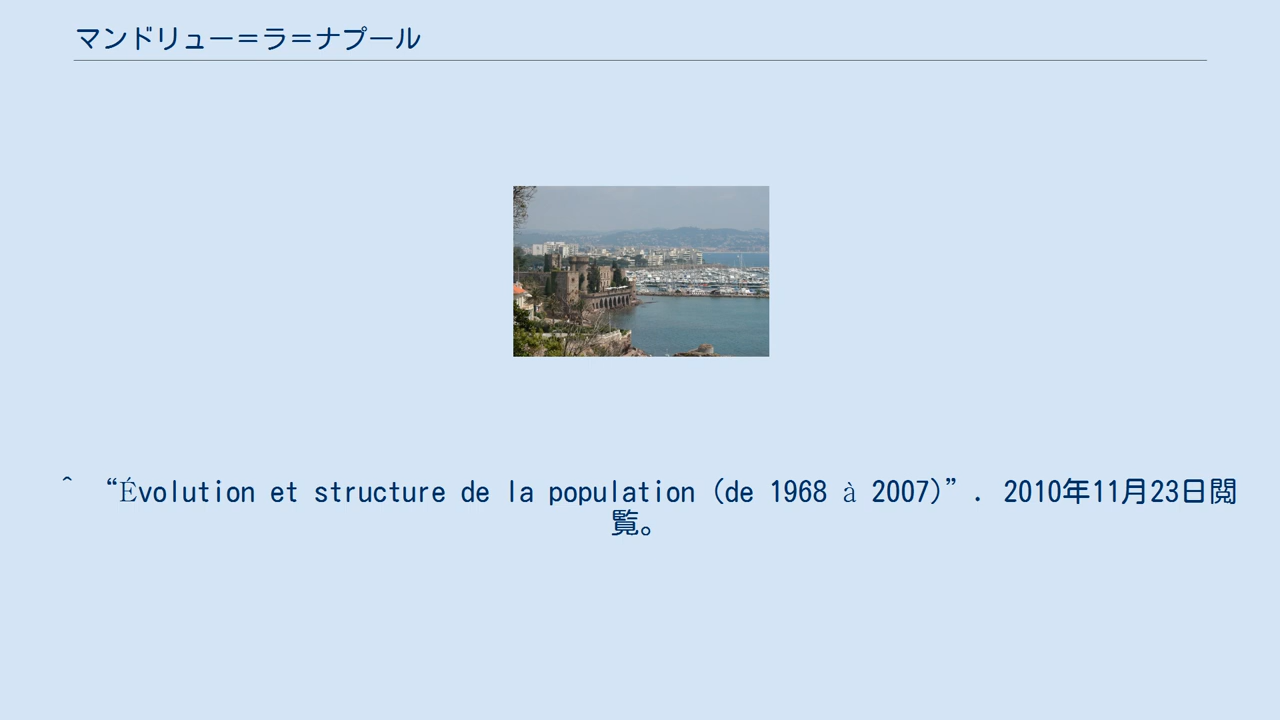 マンドリュー＝ラ＝ナプール
^ “Évolution et structure de la population (de 1968 à 2007)”. 2010年11月23日閲
覧。